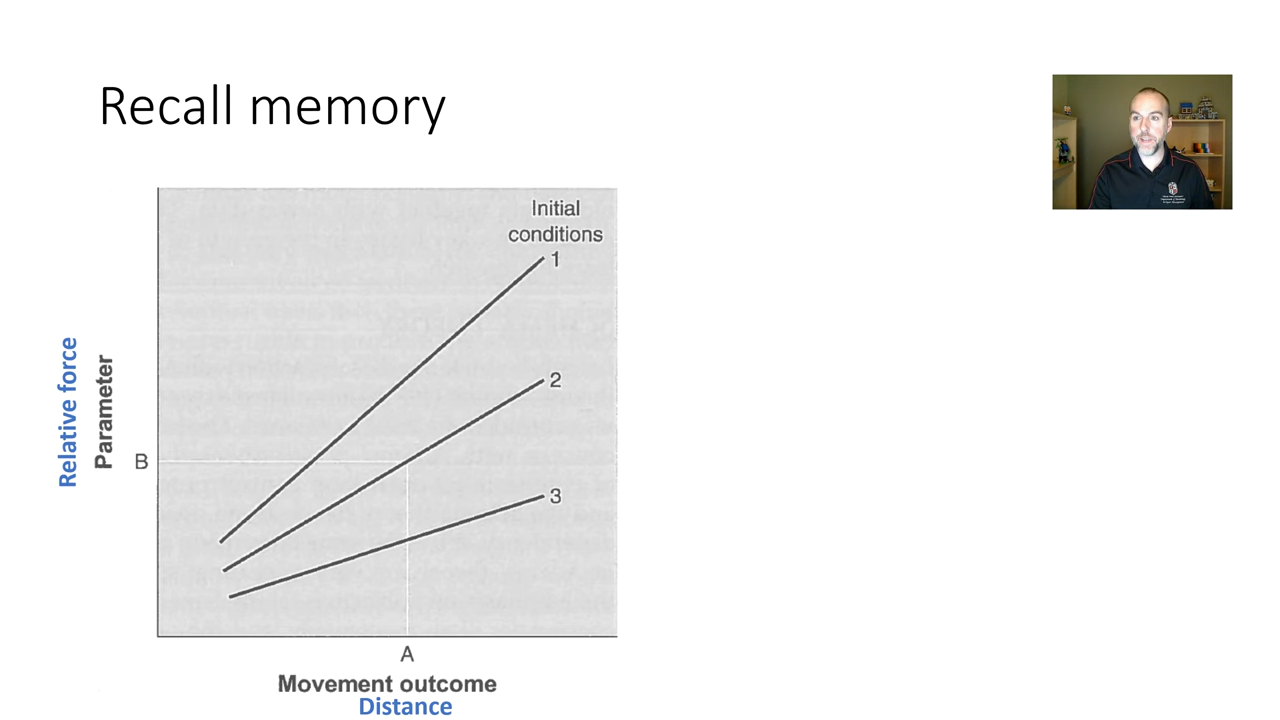 Recall memory
Initial
conditions
1
2
3
Relative force
Parameter
B
A
Movement outcome
Distance